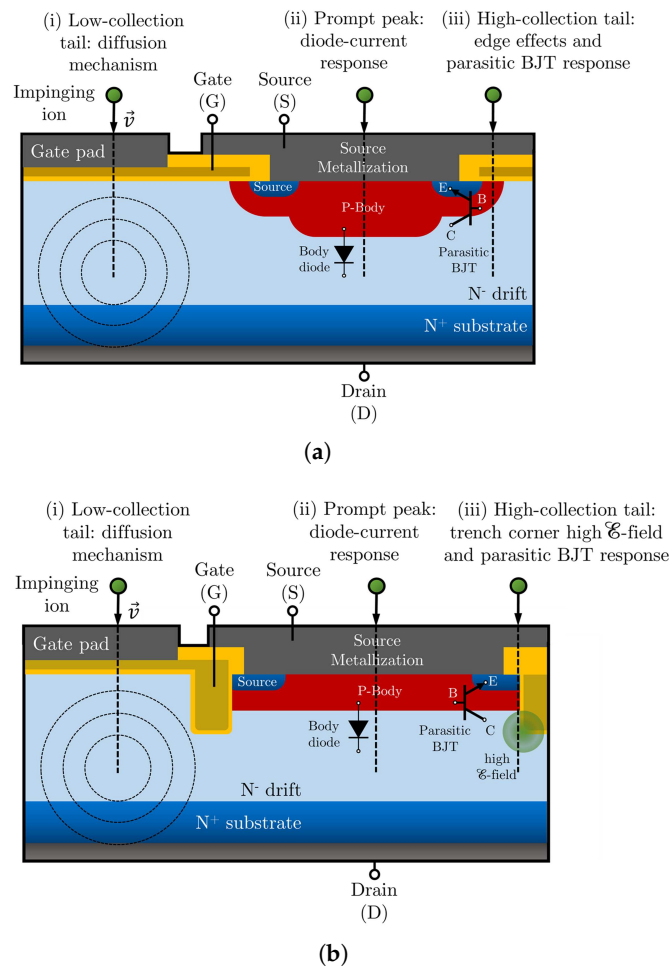 (i) Low-collection
tail: diffusion
mechanism
(ii) Prompt peak:
diode-current
response
(iii) High-collection tail:
edge effects and
parasitic BJT response
Impinging
ion
v⃗
Gate
(G)
Source
(S)
Gate pad
Source
Metallization
Source
P-Body
E
B
C
Body
diode
Parasitic
BJT
N⁻ drift
N⁺ substrate
Drain
(D)
(a)
(i) Low-collection
tail: diffusion
mechanism
(ii) Prompt peak:
diode-current
response
(iii) High-collection tail:
trench corner high ℰ-field
and parasitic BJT response
Impinging
ion
v⃗
Gate
(G)
Source
(S)
Gate pad
Source
Metallization
Source
P-Body
E
B
C
Body
diode
Parasitic
BJT
high
ℰ-field
N⁻ drift
N⁺ substrate
Drain
(D)
(b)